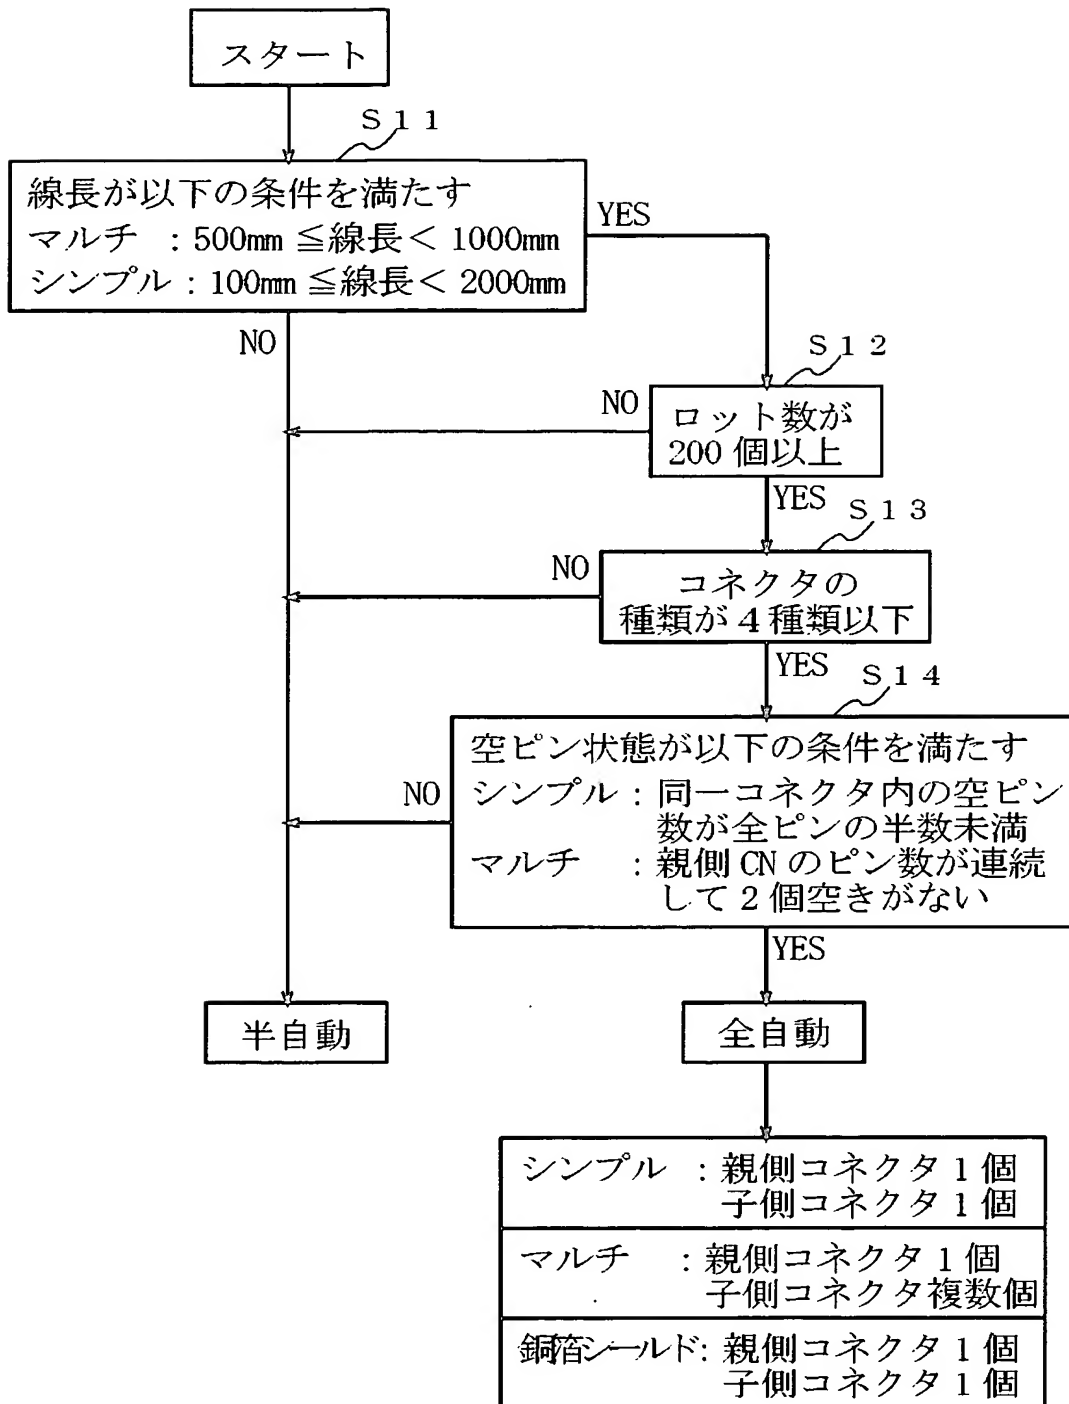 スタート
S11
線長が以下の条件を満たす
マルチ : 500mm ≦線長< 1000mm
シンプル : 100mm ≦線長< 2000mm
YES
NO
S12
NO
ロット数が
200 個以上
YES
S13
NO
コネクタの
種類が4種類以下
YES
S14
空ピン状態が以下の条件を満たす
シンプル : 同一コネクタ内の空ピン
数が全ピンの半数未満
マルチ : 親側 CN のピン数が連続
して2個空きがない
NO
YES
半自動
全自動
シンプル : 親側コネクタ1個
子側コネクタ1個
マルチ : 親側コネクタ1個
子側コネクタ複数個
銅箔シールド: 親側コネクタ1個
子側コネクタ1個